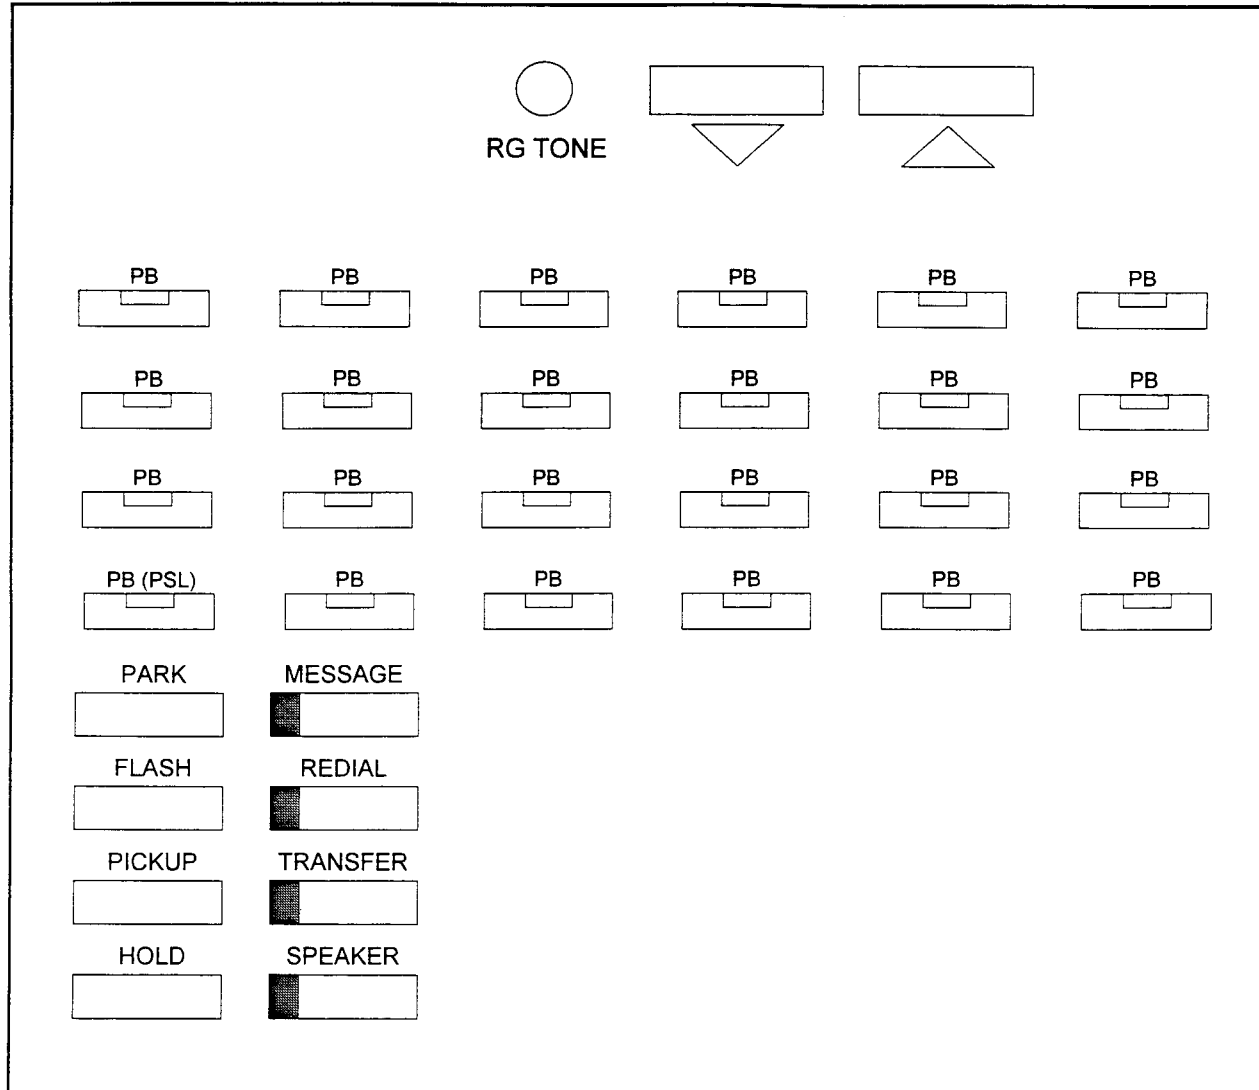 RG TONE
PB PB PB PB PB PB
PB PB PB PB PB PB
PB PB PB PB PB PB
PB (PSL) PB PB PB PB PB
PARK MESSAGE
FLASH REDIAL
PICKUP TRANSFER
HOLD SPEAKER